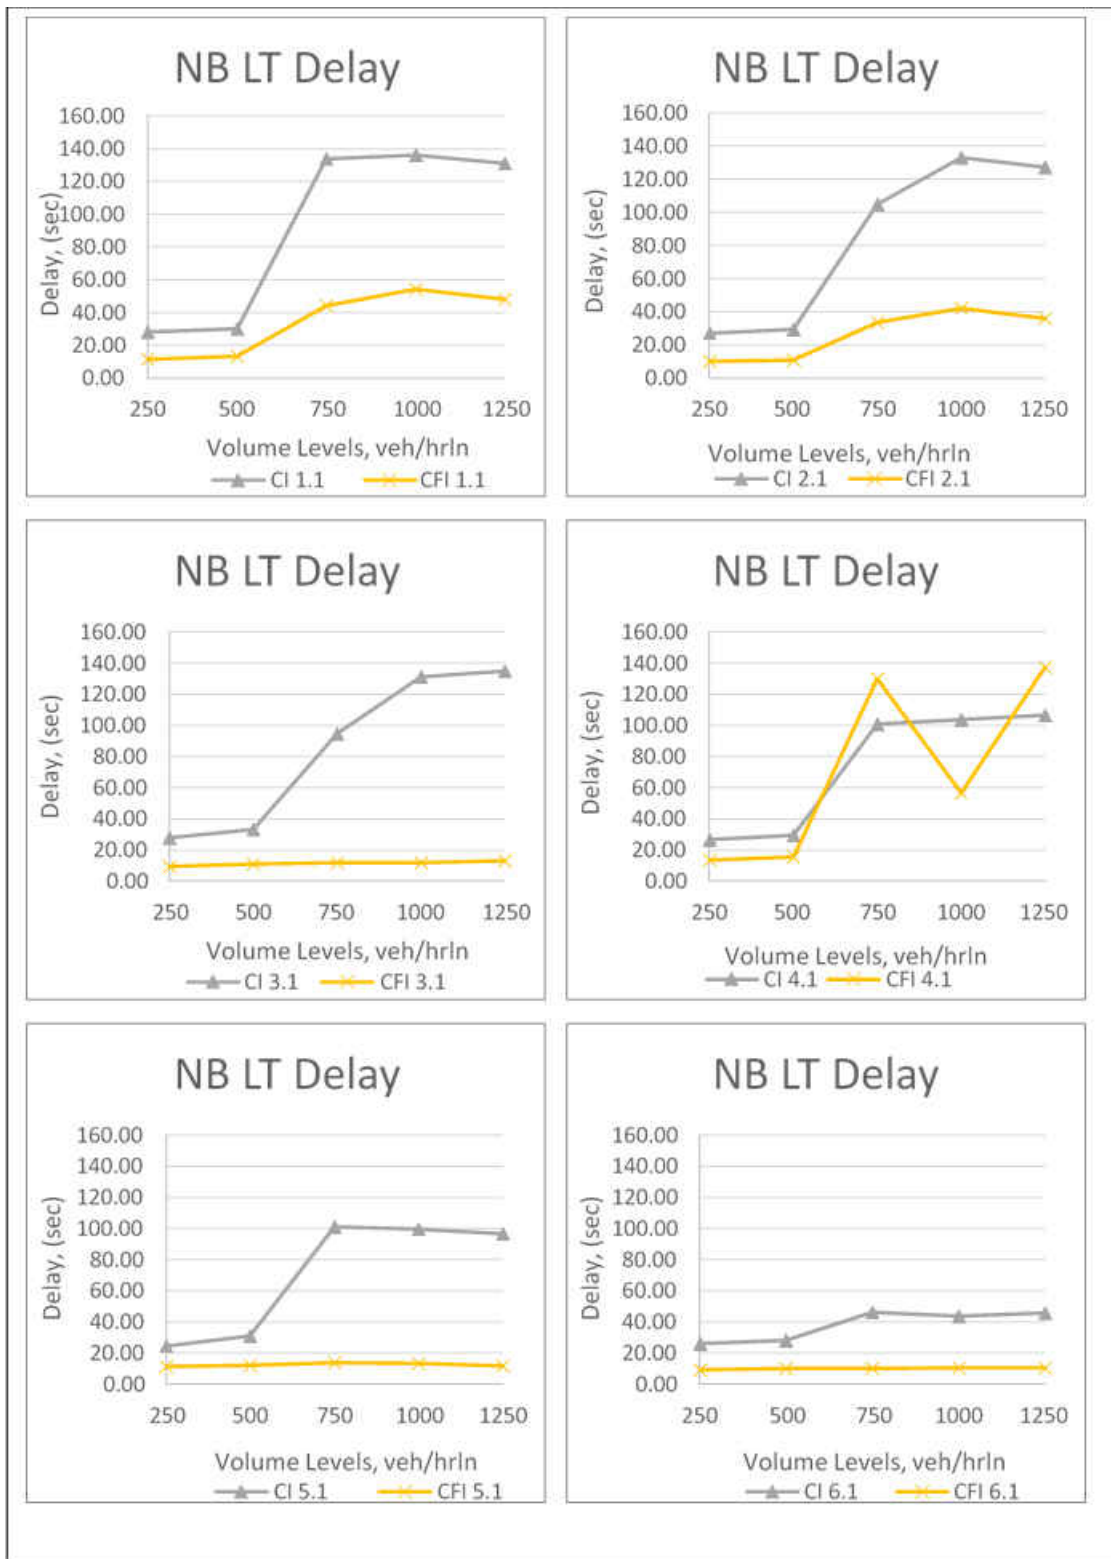 NB LT Delay
160.00
140.00
120.00
100.00
80.00
60.00
40.00
20.00
0.00
Delay, (sec)
250 500 750 1000 1250
Volume Levels, veh/hrln
CI 1.1 CFI 1.1
NB LT Delay
160.00
140.00
120.00
100.00
80.00
60.00
40.00
20.00
0.00
Delay, (sec)
250 500 750 1000 1250
Volume Levels, veh/hrln
CI 2.1 CFI 2.1
NB LT Delay
160.00
140.00
120.00
100.00
80.00
60.00
40.00
20.00
0.00
Delay, (sec)
250 500 750 1000 1250
Volume Levels, veh/hrln
CI 3.1 CFI 3.1
NB LT Delay
160.00
140.00
120.00
100.00
80.00
60.00
40.00
20.00
0.00
Delay, (sec)
250 500 750 1000 1250
Volume Levels, veh/hrln
CI 4.1 CFI 4.1
NB LT Delay
160.00
140.00
120.00
100.00
80.00
60.00
40.00
20.00
0.00
Delay, (sec)
250 500 750 1000 1250
Volume Levels, veh/hrln
CI 5.1 CFI 5.1
NB LT Delay
160.00
140.00
120.00
100.00
80.00
60.00
40.00
20.00
0.00
Delay, (sec)
250 500 750 1000 1250
Volume Levels, veh/hrln
CI 6.1 CFI 6.1